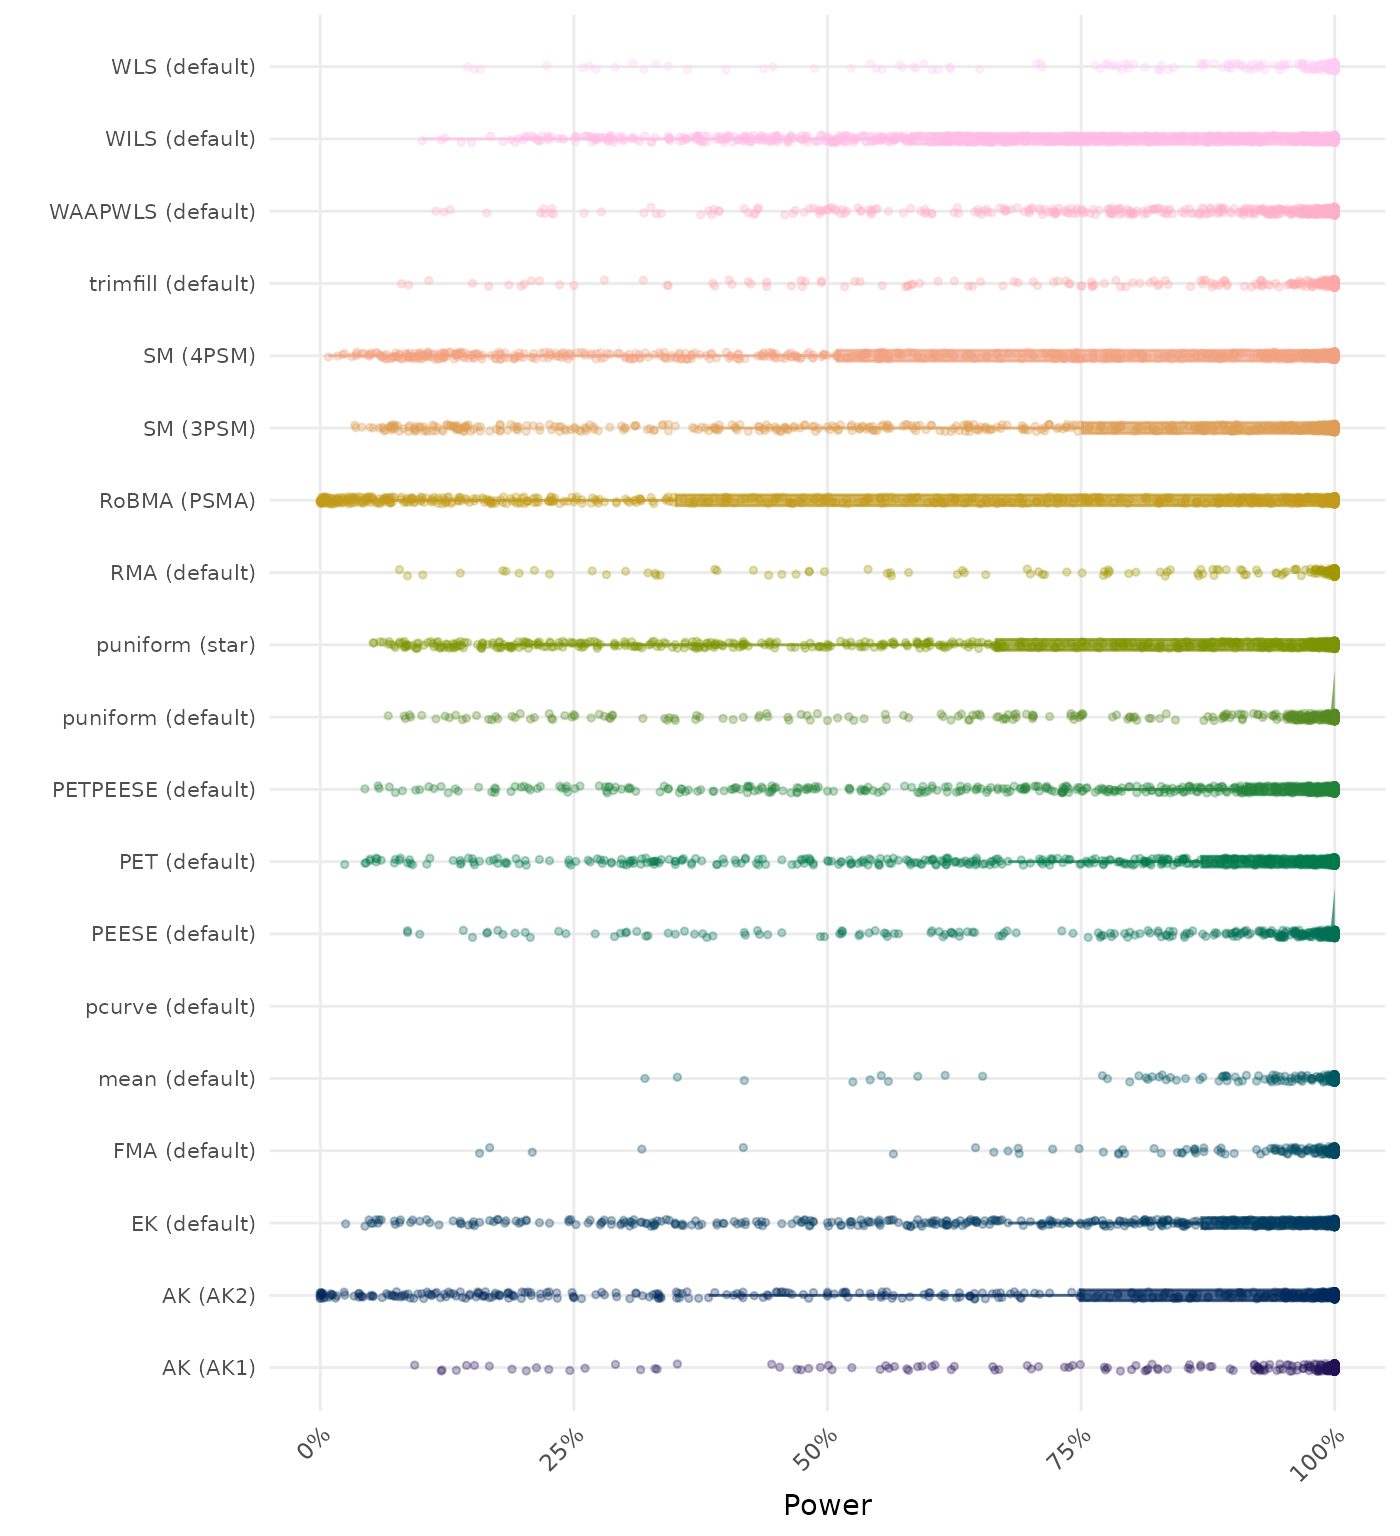 WLS (default)
WILS (default)
WAAPWLS (default)
trimfill (default)
SM (4PSM)
SM (3PSM)
RoBMA (PSMA)
RMA (default)
puniform (star)
puniform (default)
PETPEESE (default)
PET (default)
PEESE (default)
pcurve (default)
mean (default)
FMA (default)
EK (default)
AK (AK2)
AK (AK1)
0%
25%
50%
75%
100%
Power